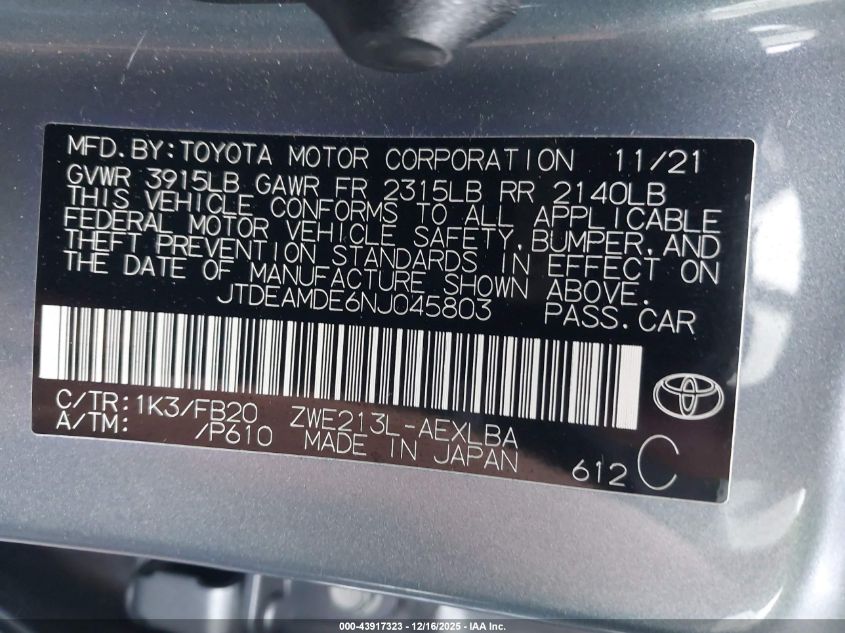 MFD.BY:TOYOTA MOTOR CORPORATION 11/21
GVWR 3915LB GAWR FR 2315LB RR 2140LB
THIS VEHICLE CONFORMS TO ALL APPLICABLE
FEDERAL MOTOR VEHICLE SAFETY, BUMPER, AND
THEFT PREVENTION STANDARDS IN EFFECT ON
THE DATE OF MANUFACTURE SHOWN ABOVE.
JTDEAMDE6NJ045803 PASS.CAR
C/TR:1K3/FB20 ZWE213L-AEXLBA
A/TM: /P610 MADE IN JAPAN 612 C
000-43917323 - 12/16/2025 - IAA Inc.